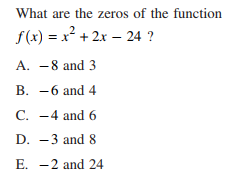 What are the zeros of the function
f(x) = x² + 2x – 24 ?
A. –8 and 3
B. –6 and 4
C. –4 and 6
D. –3 and 8
E. –2 and 24